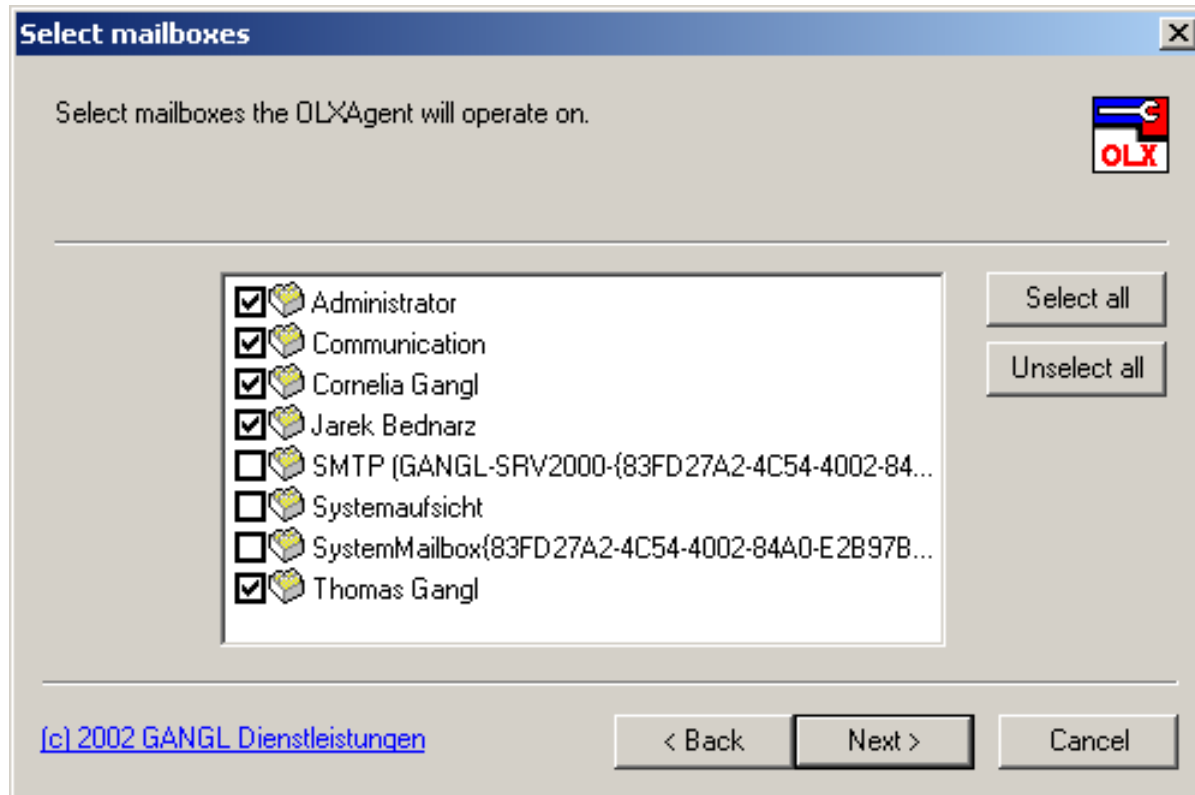 Select mailboxes
Select mailboxes the OLXAgent will operate on.
OLX
Administrator
Communication
Cornelia Gangl
Jarek Bednarz
SMTP (GANGL-SRV2000-{83FD27A2-4C54-4002-84...
Systemaufsicht
SystemMailbox{83FD27A2-4C54-4002-84A0-E2B97B...
Thomas Gangl
Select all
Unselect all
(c) 2002 GANGL Dienstleistungen
< Back
Next >
Cancel